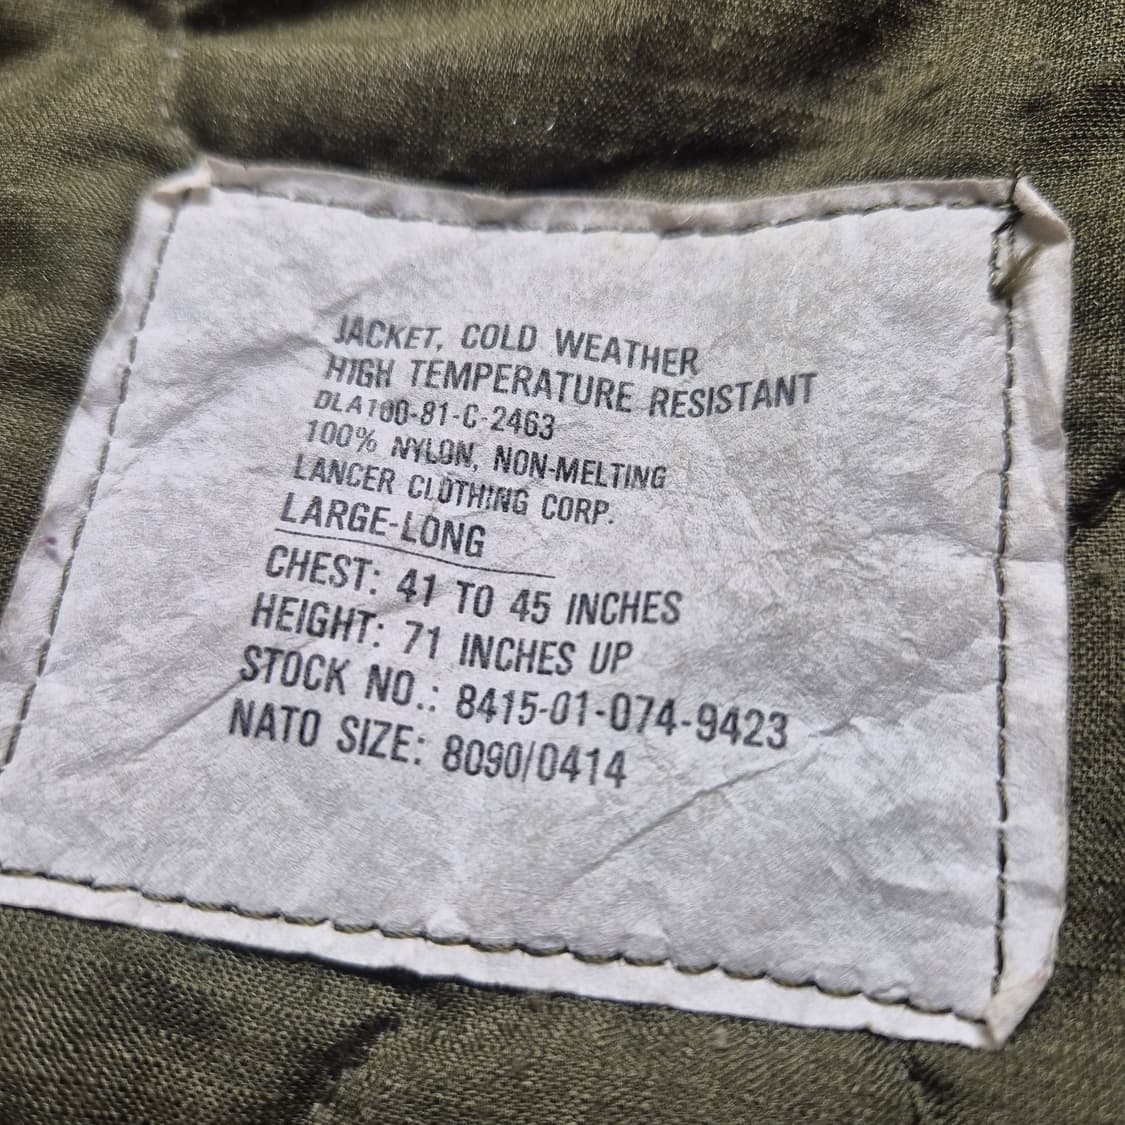 JACKET, COLD WEATHER
HIGH TEMPERATURE RESISTANT
DLA100-81-C-2463
100% NYLON, NON-MELTING
LANCER CLOTHING CORP.
LARGE-LONG
CHEST: 41 TO 45 INCHES
HEIGHT: 71 INCHES UP
STOCK NO.: 8415-01-074-9423
NATO SIZE: 8090/0414